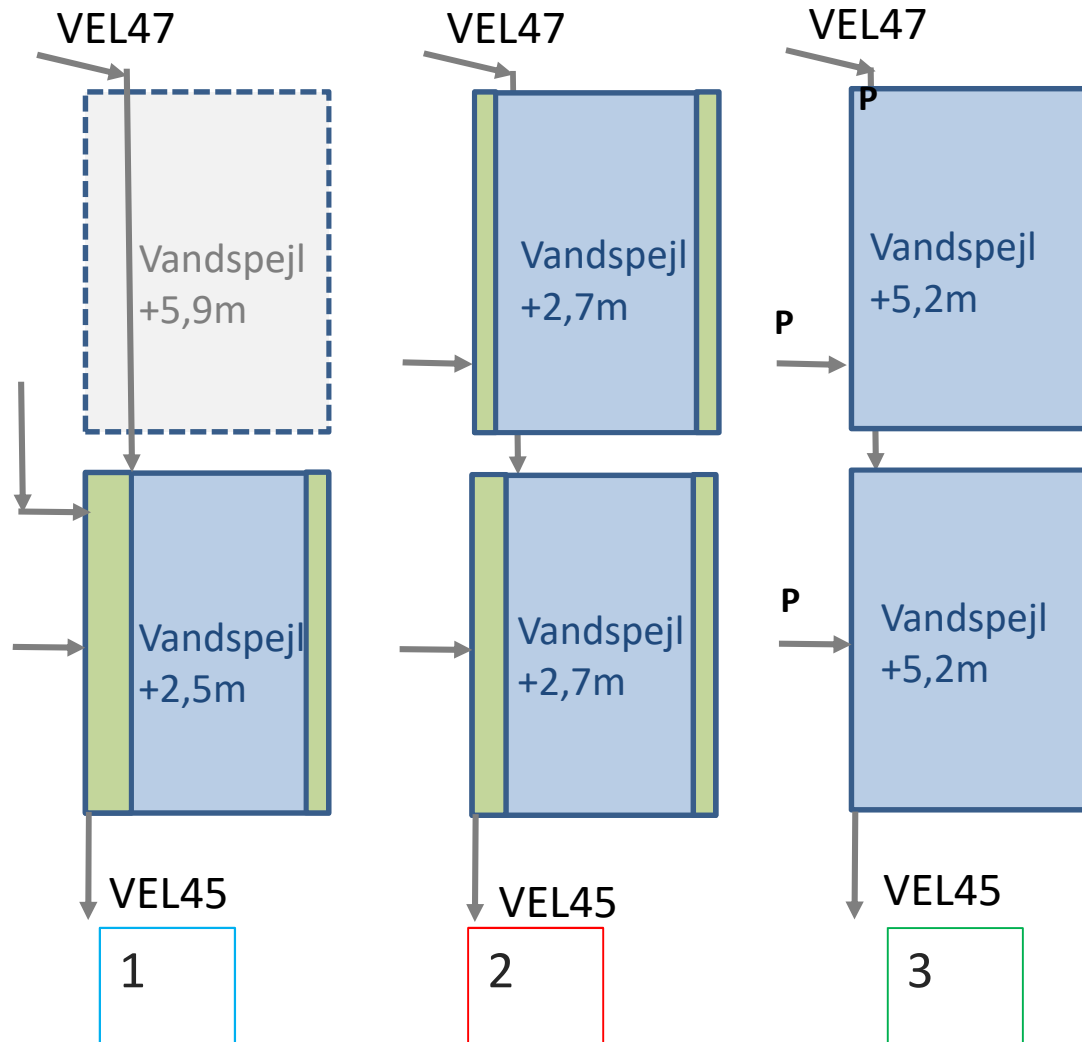 VEL47
Vandspejl
+5,9m
Vandspejl
+2,5m
VEL45
1
VEL47
Vandspejl
+2,7m
Vandspejl
+2,7m
VEL45
2
VEL47
P
Vandspejl
+5,2m
P
Vandspejl
+5,2m
P
VEL45
3